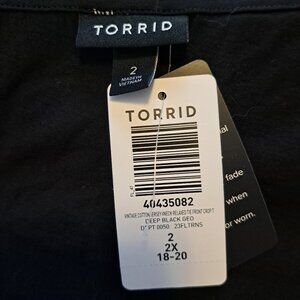 TORRID
2
MADE IN
VIETNAM
TORRID
40435082
VINTAGE COTTON JERSEY VNECK RELAXED TIE FRONT CROP T
DEEP BLACK GEO
D* PT 0050 23FLTRNS
2
2X
18-20
fade
when
or worn.